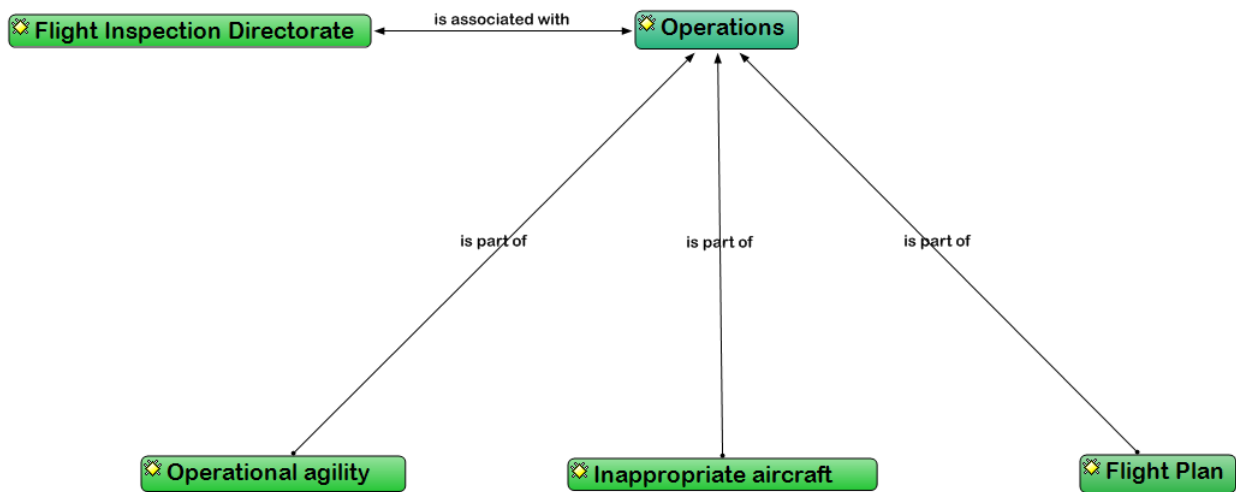 Flight Inspection Directorate
is associated with
Operations
is part of
is part of
is part of
Operational agility
Inappropriate aircraft
Flight Plan